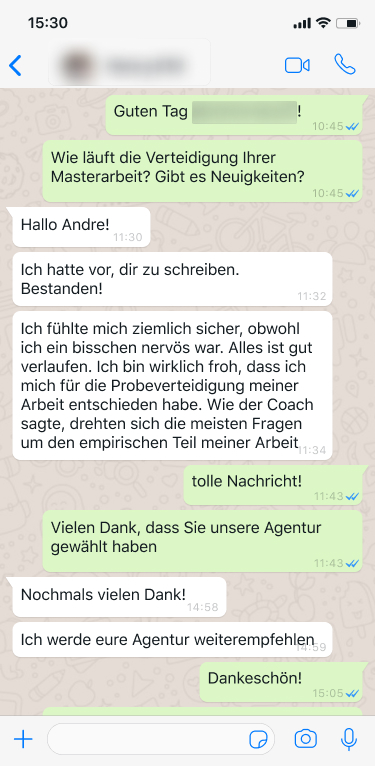 15:30
Guten Tag !
10:45
Wie läuft die Verteidigung Ihrer
Masterarbeit? Gibt es Neuigkeiten?
10:45
Hallo Andre!
11:30
Ich hatte vor, dir zu schreiben.
Bestanden!
11:32
Ich fühlte mich ziemlich sicher, obwohl
ich ein bisschen nervös war. Alles ist gut
verlaufen. Ich bin wirklich froh, dass ich
mich für die Probeverteidigung meiner
Arbeit entschieden habe. Wie der Coach
sagte, drehten sich die meisten Fragen
um den empirischen Teil meiner Arbeit
11:34
tolle Nachricht!
11:43
Vielen Dank, dass Sie unsere Agentur
gewählt haben
11:43
Nochmals vielen Dank!
14:58
Ich werde eure Agentur weiterempfehlen
14:59
Dankeschön!
15:05